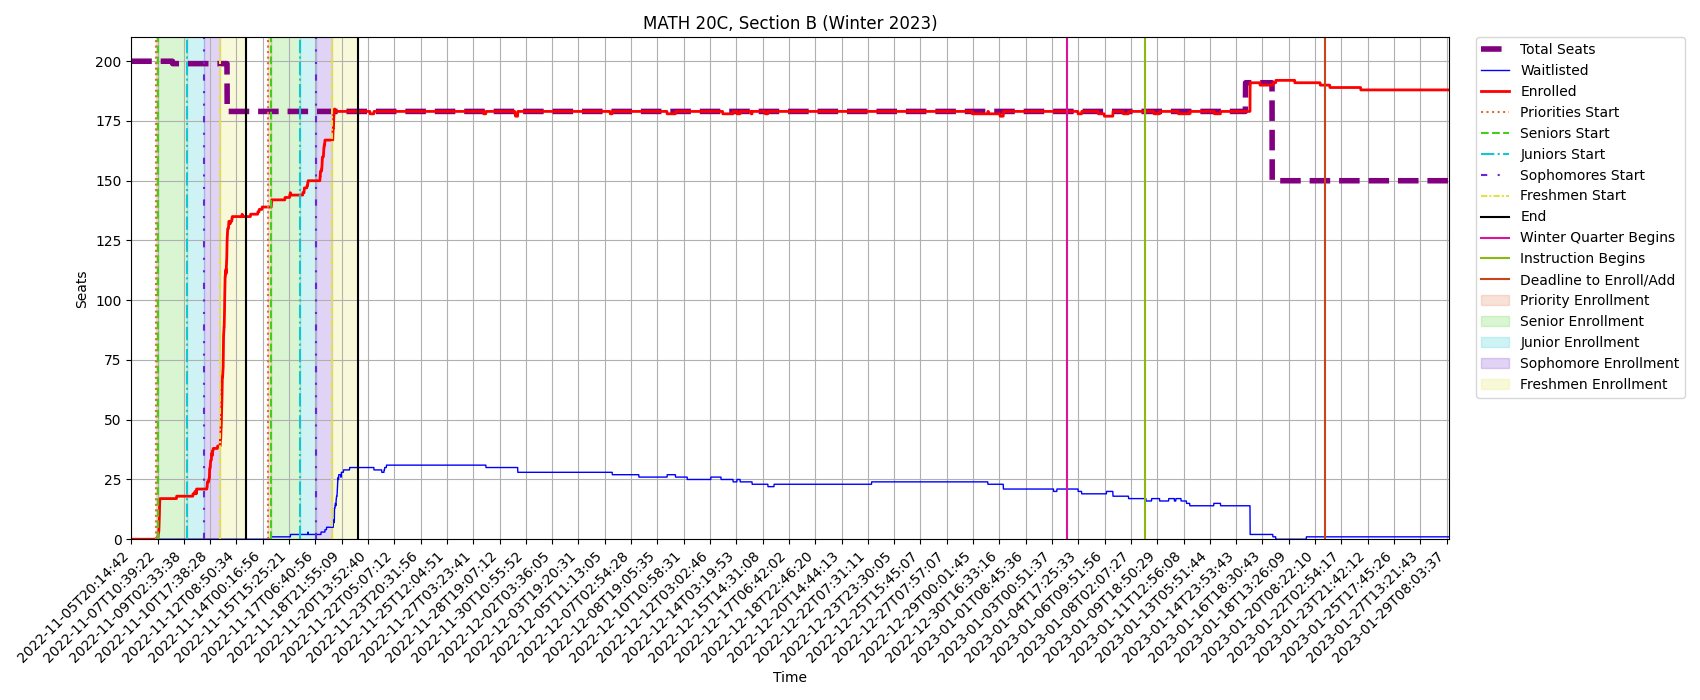 MATH 20C, Section B (Winter 2023)
Seats
200
175
150
125
100
75
50
25
0
2022-11-05T20:14:42
2022-11-07T10:39:22
2022-11-09T02:33:38
2022-11-10T17:38:28
2022-11-12T08:50:34
2022-11-14T00:16:56
2022-11-15T15:25:21
2022-11-17T06:40:56
2022-11-18T21:55:09
2022-11-20T13:52:40
2022-11-22T05:07:12
2022-11-23T20:31:56
2022-11-25T12:04:51
2022-11-27T03:23:41
2022-11-28T19:07:12
2022-11-30T10:55:52
2022-12-02T03:36:05
2022-12-03T19:20:31
2022-12-05T11:13:05
2022-12-07T02:54:28
2022-12-08T19:05:35
2022-12-10T10:58:31
2022-12-12T03:02:46
2022-12-14T03:19:53
2022-12-15T14:31:08
2022-12-17T06:42:02
2022-12-18T22:46:20
2022-12-20T14:44:13
2022-12-22T07:31:11
2022-12-23T23:30:05
2022-12-25T15:45:07
2022-12-27T07:57:07
2022-12-29T00:01:45
2022-12-30T16:33:16
2023-01-01T08:45:36
2023-01-03T00:51:37
2023-01-04T17:25:33
2023-01-06T09:51:56
2023-01-08T02:07:27
2023-01-09T18:50:29
2023-01-11T12:56:08
2023-01-13T05:51:44
2023-01-14T23:53:43
2023-01-16T18:30:43
2023-01-18T13:26:09
2023-01-20T08:22:10
2023-01-22T02:54:17
2023-01-23T21:42:12
2023-01-25T17:45:26
2023-01-27T13:21:43
2023-01-29T08:03:37
Time
Total Seats
Waitlisted
Enrolled
Priorities Start
Seniors Start
Juniors Start
Sophomores Start
Freshmen Start
End
Winter Quarter Begins
Instruction Begins
Deadline to Enroll/Add
Priority Enrollment
Senior Enrollment
Junior Enrollment
Sophomore Enrollment
Freshmen Enrollment